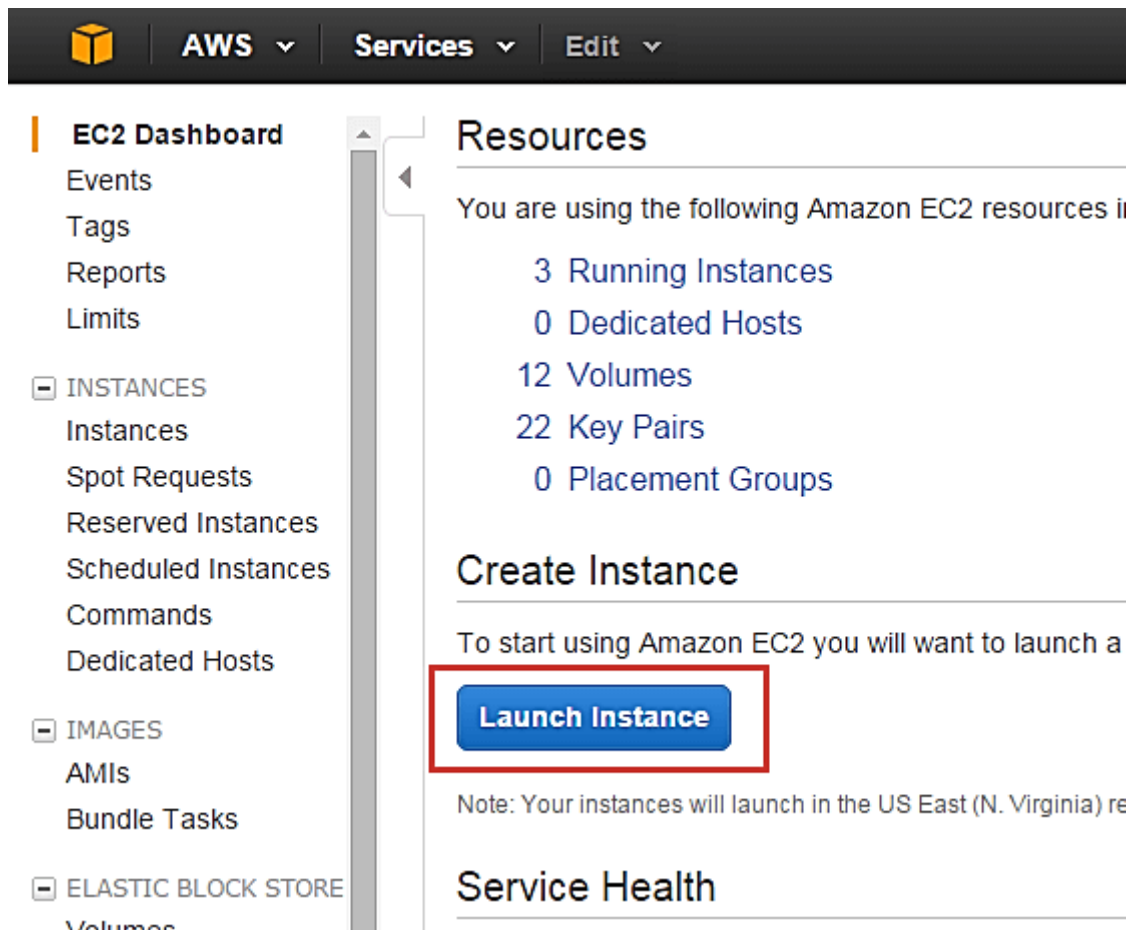 AWS Services Edit
EC2 Dashboard
Events
Tags
Reports
Limits
INSTANCES
Instances
Spot Requests
Reserved Instances
Scheduled Instances
Commands
Dedicated Hosts
IMAGES
AMIs
Bundle Tasks
ELASTIC BLOCK STORE
Volumes
Resources
You are using the following Amazon EC2 resources i
3 Running Instances
0 Dedicated Hosts
12 Volumes
22 Key Pairs
0 Placement Groups
Create Instance
To start using Amazon EC2 you will want to launch a
Launch Instance
Note: Your instances will launch in the US East (N. Virginia) re
Service Health